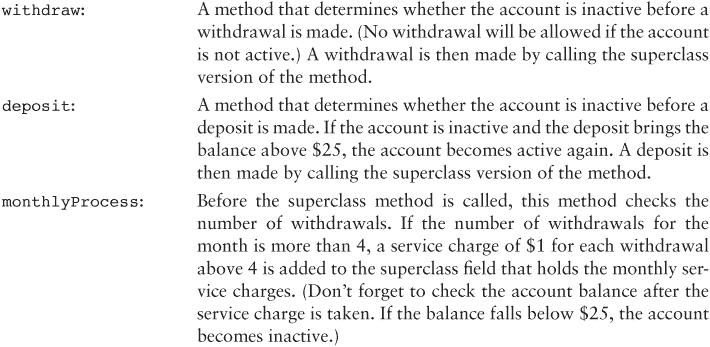 withdraw: A method that determines whether the account is inactive before a
withdrawal is made. (No withdrawal will be allowed if the account
is not active.) A withdrawal is then made by calling the superclass
version of the method.
deposit: A method that determines whether the account is inactive before a
deposit is made. If the account is inactive and the deposit brings the
balance above $25, the account becomes active again. A deposit is
then made by calling the superclass version of the method.
monthlyProcess: Before the superclass method is called, this method checks the
number of withdrawals. If the number of withdrawals for the
month is more than 4, a service charge of $1 for each withdrawal
above 4 is added to the superclass field that holds the monthly ser-
vice charges. (Don’t forget to check the account balance after the
service charge is taken. If the balance falls below $25, the account
becomes inactive.)